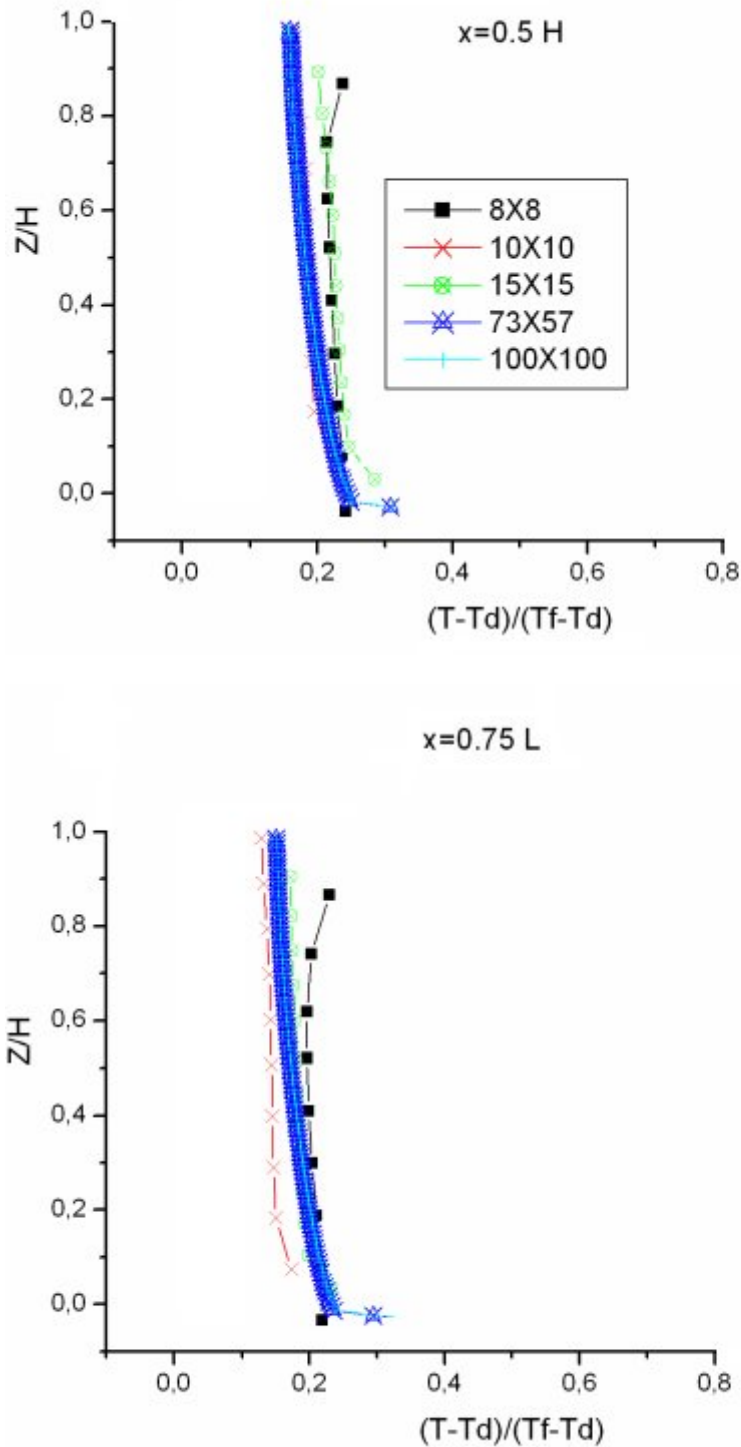 x=0.5 H
1,0
0,8
0,6
0,4
0,2
0,0
Z/H
8X8
10X10
15X15
73X57
100X100
0,0 0,2 0,4 0,6 0,8
(T-Td)/(Tf-Td)
x=0.75 L
1,0
0,8
0,6
0,4
0,2
0,0
Z/H
0,0 0,2 0,4 0,6 0,8
(T-Td)/(Tf-Td)